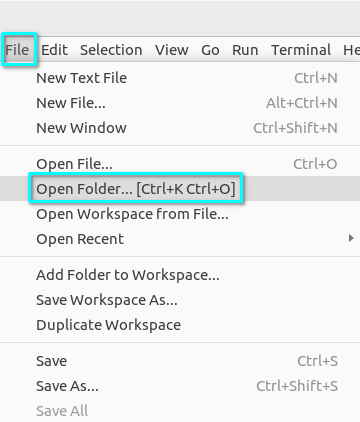 File Edit Selection View Go Run Terminal He
New Text File Ctrl+N
New File... Alt+Ctrl+N
New Window Ctrl+Shift+N
Open File... Ctrl+O
Open Folder... [Ctrl+K Ctrl+O]
Open Workspace from File...
Open Recent
Add Folder to Workspace...
Save Workspace As...
Duplicate Workspace
Save Ctrl+S
Save As... Ctrl+Shift+S
Save All